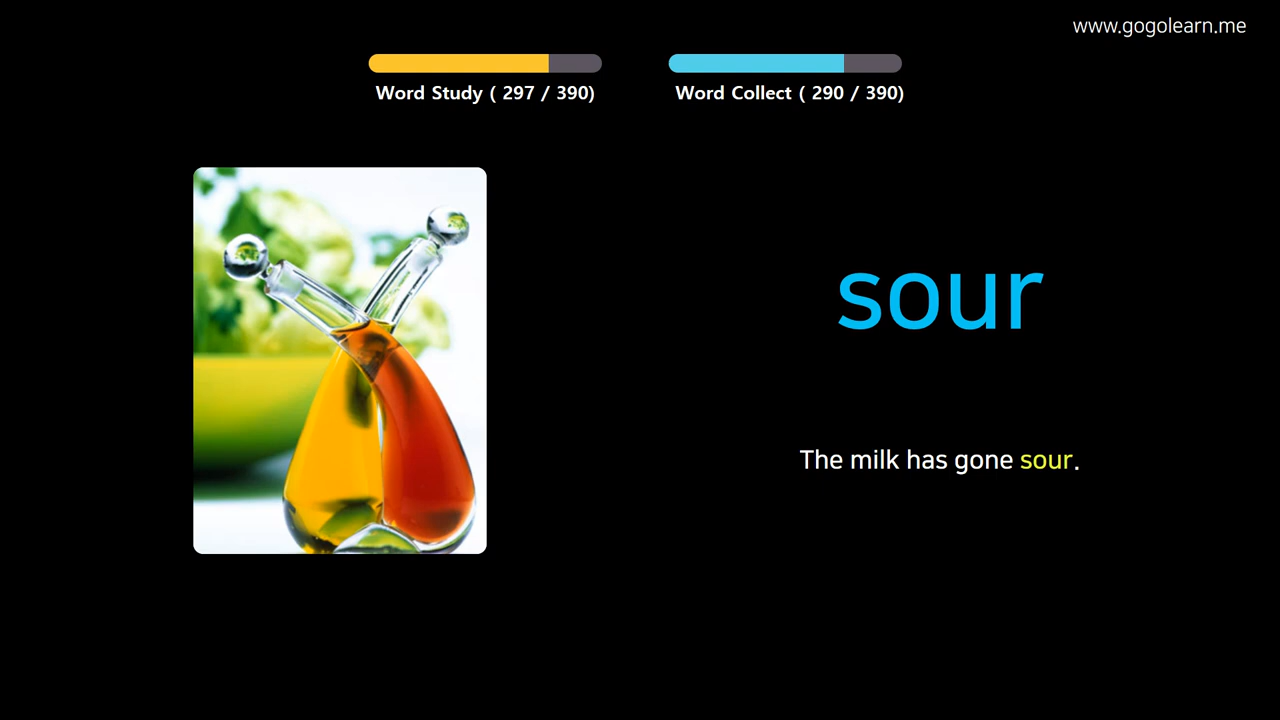 www.gogolearn.me
Word Study ( 297 / 390)
Word Collect ( 290 / 390)
sour
The milk has gone sour.